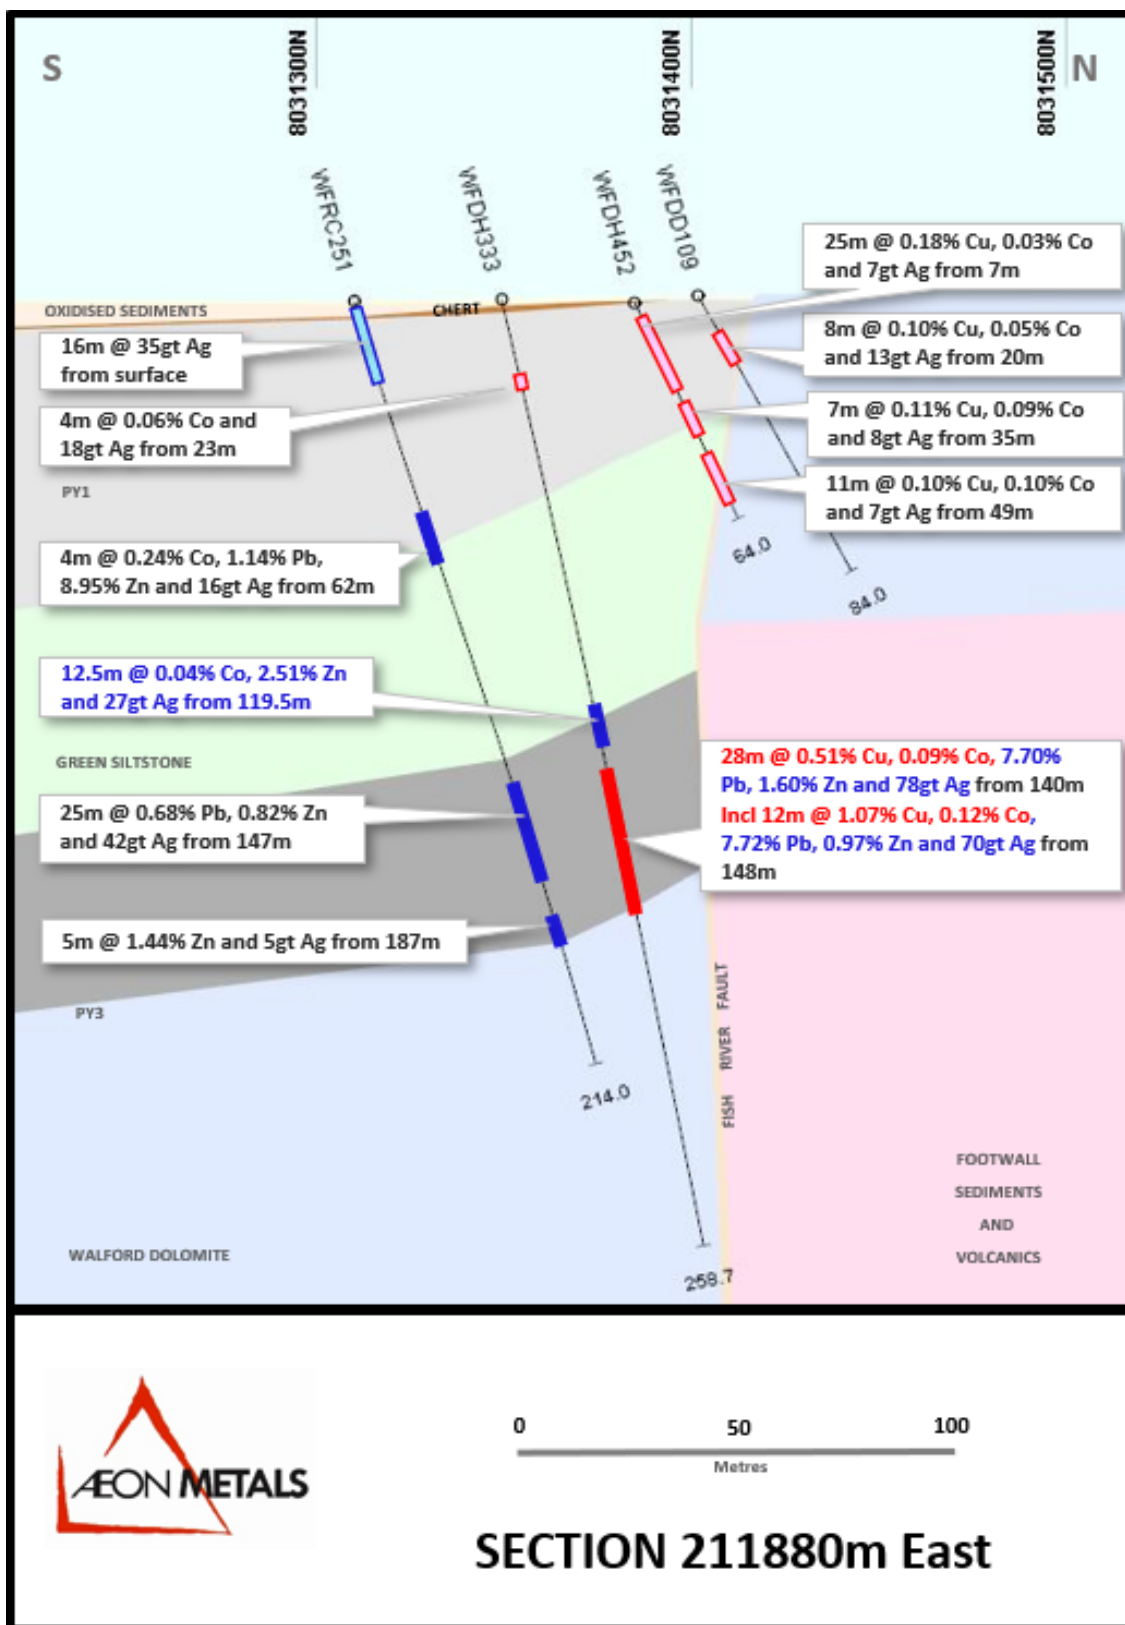 S
8031300N
8031400N
8031500N
N
WFRC251
WFDH333
WFDH452
WFDD109
25m @ 0.18% Cu, 0.03% Co
and 7gt Ag from 7m
OXIDISED SEDIMENTS
CHERT
16m @ 35gt Ag
from surface
8m @ 0.10% Cu, 0.05% Co
and 13gt Ag from 20m
4m @ 0.06% Co and
18gt Ag from 23m
7m @ 0.11% Cu, 0.09% Co
and 8gt Ag from 35m
PY1
11m @ 0.10% Cu, 0.10% Co
and 7gt Ag from 49m
64.0
84.0
4m @ 0.24% Co, 1.14% Pb,
8.95% Zn and 16gt Ag from 62m
12.5m @ 0.04% Co, 2.51% Zn
and 27gt Ag from 119.5m
GREEN SILTSTONE
28m @ 0.51% Cu, 0.09% Co, 7.70%
Pb, 1.60% Zn and 78gt Ag from 140m
Incl 12m @ 1.07% Cu, 0.12% Co,
7.72% Pb, 0.97% Zn and 70gt Ag from
148m
25m @ 0.68% Pb, 0.82% Zn
and 42gt Ag from 147m
5m @ 1.44% Zn and 5gt Ag from 187m
PY3
FISH RIVER FAULT
214.0
258.7
WALFORD DOLOMITE
FOOTWALL
SEDIMENTS
AND
VOLCANICS
ÆON METALS
0 50 100
Metres
SECTION 211880m East